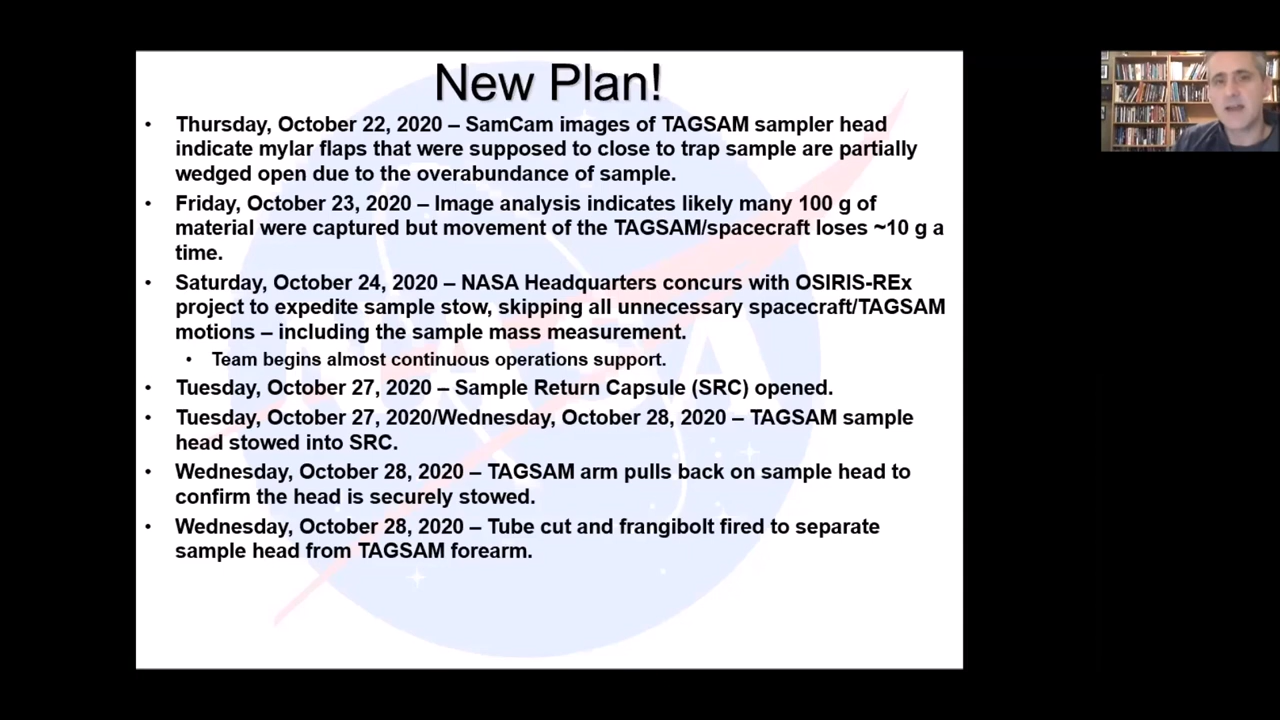 New Plan!
• Thursday, October 22, 2020 – SamCam images of TAGSAM sampler head
indicate mylar flaps that were supposed to close to trap sample are partially
wedged open due to the overabundance of sample.
• Friday, October 23, 2020 – Image analysis indicates likely many 100 g of
material were captured but movement of the TAGSAM/spacecraft loses ~10 g a
time.
• Saturday, October 24, 2020 – NASA Headquarters concurs with OSIRIS-REx
project to expedite sample stow, skipping all unnecessary spacecraft/TAGSAM
motions – including the sample mass measurement.
• Team begins almost continuous operations support.
• Tuesday, October 27, 2020 – Sample Return Capsule (SRC) opened.
• Tuesday, October 27, 2020/Wednesday, October 28, 2020 – TAGSAM sample
head stowed into SRC.
• Wednesday, October 28, 2020 – TAGSAM arm pulls back on sample head to
confirm the head is securely stowed.
• Wednesday, October 28, 2020 – Tube cut and frangibolt fired to separate
sample head from TAGSAM forearm.